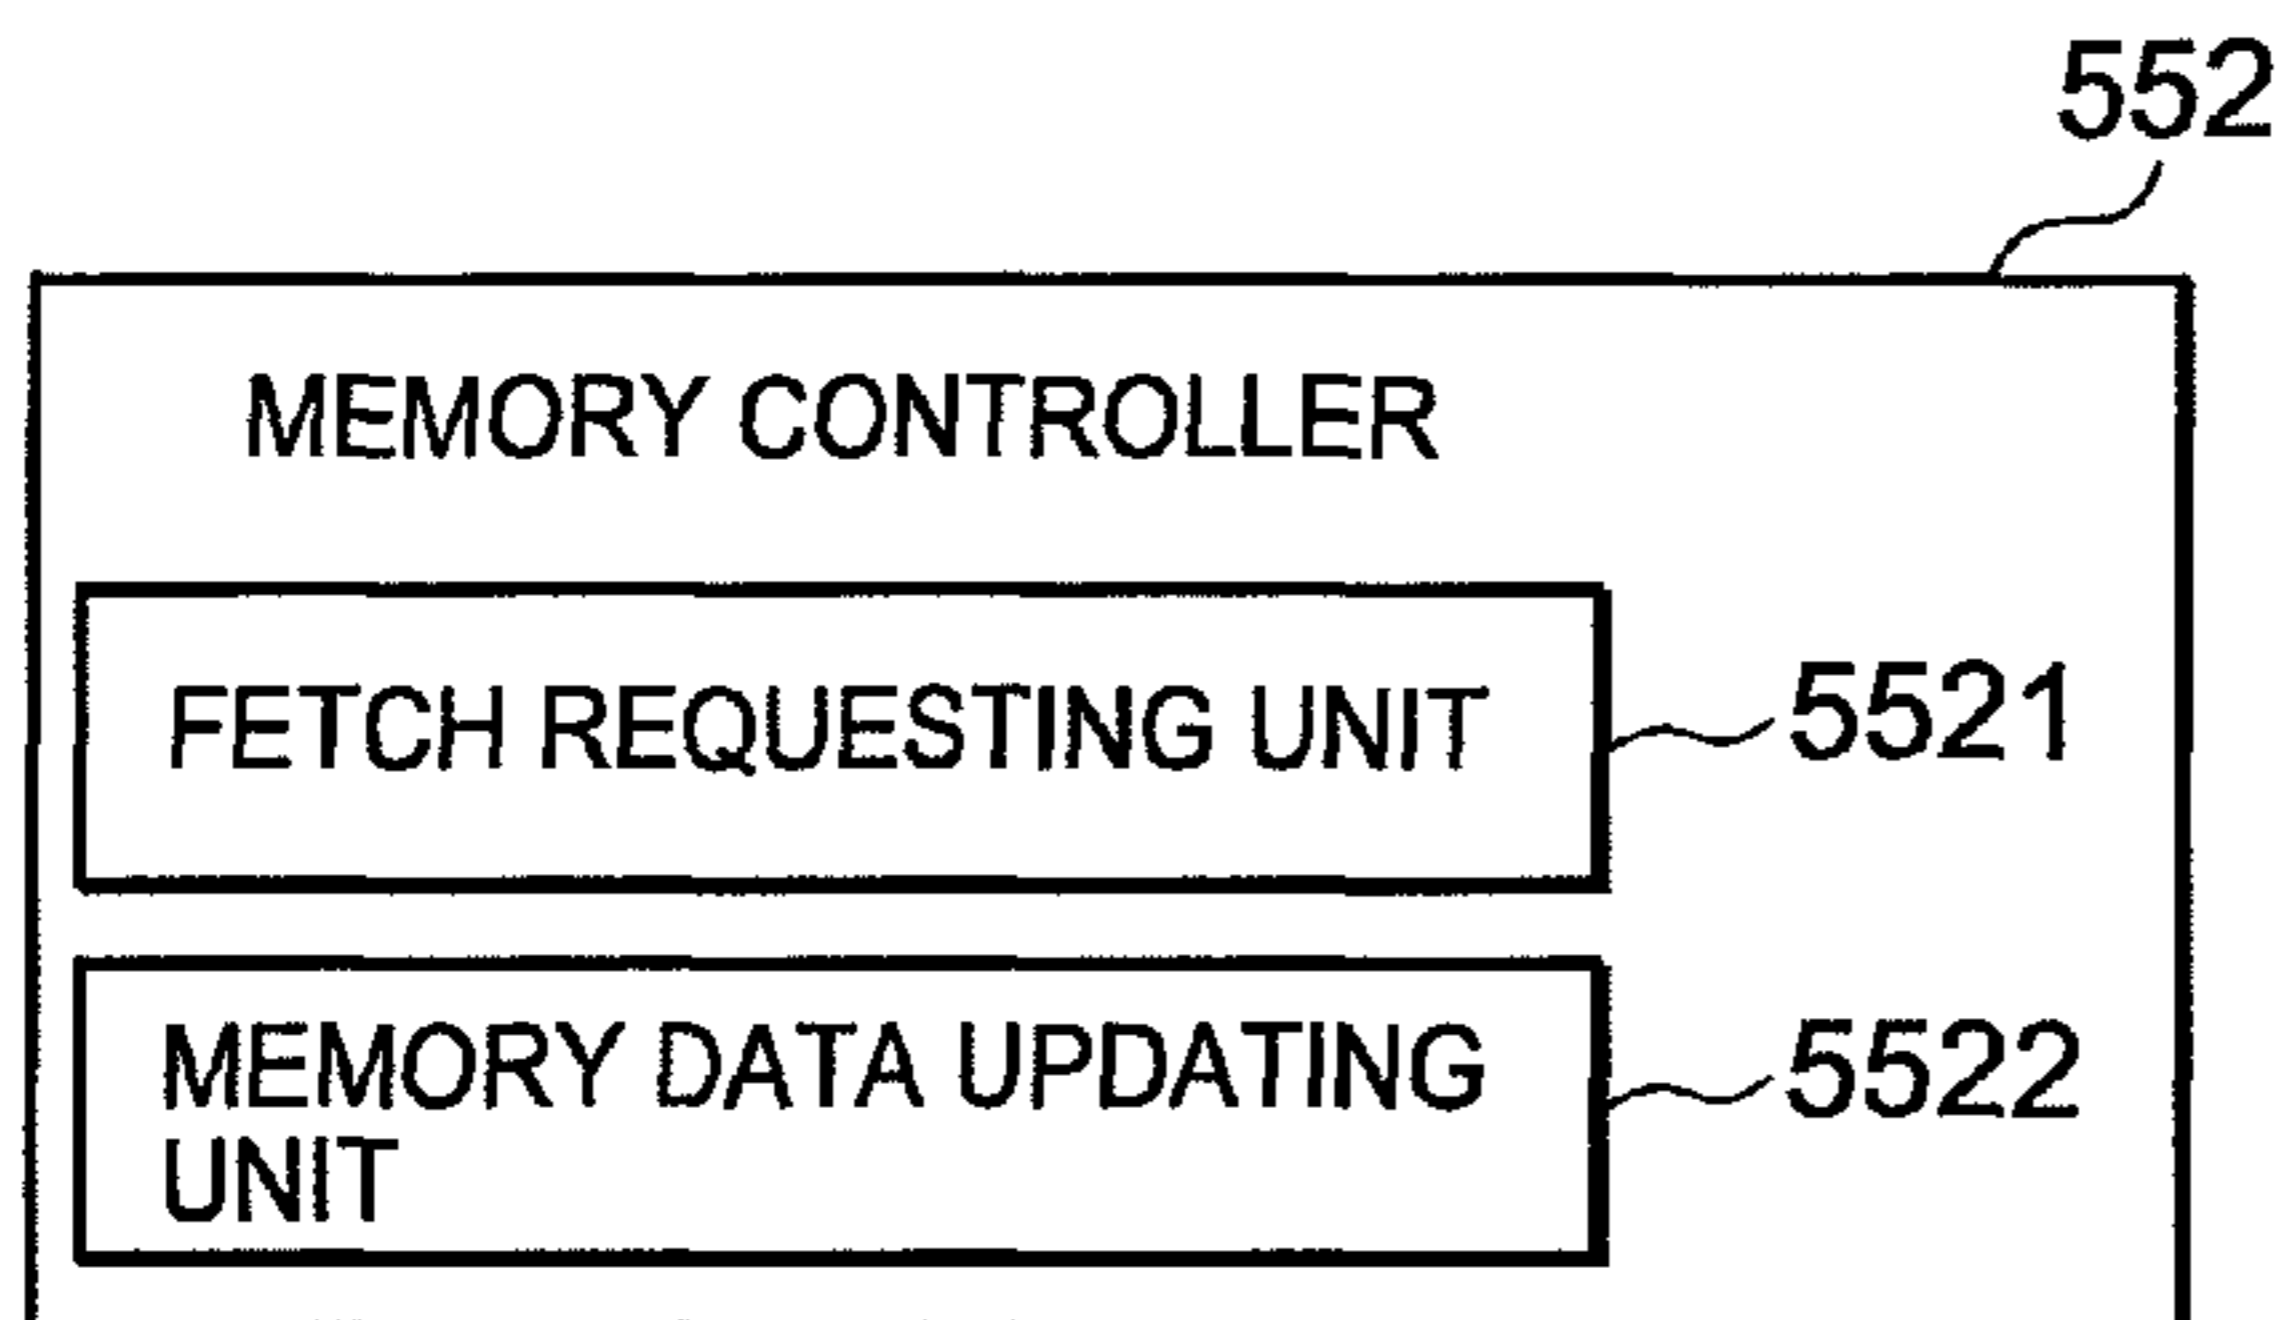 552
MEMORY CONTROLLER
FETCH REQUESTING UNIT
5521
MEMORY DATA UPDATING
UNIT
5522